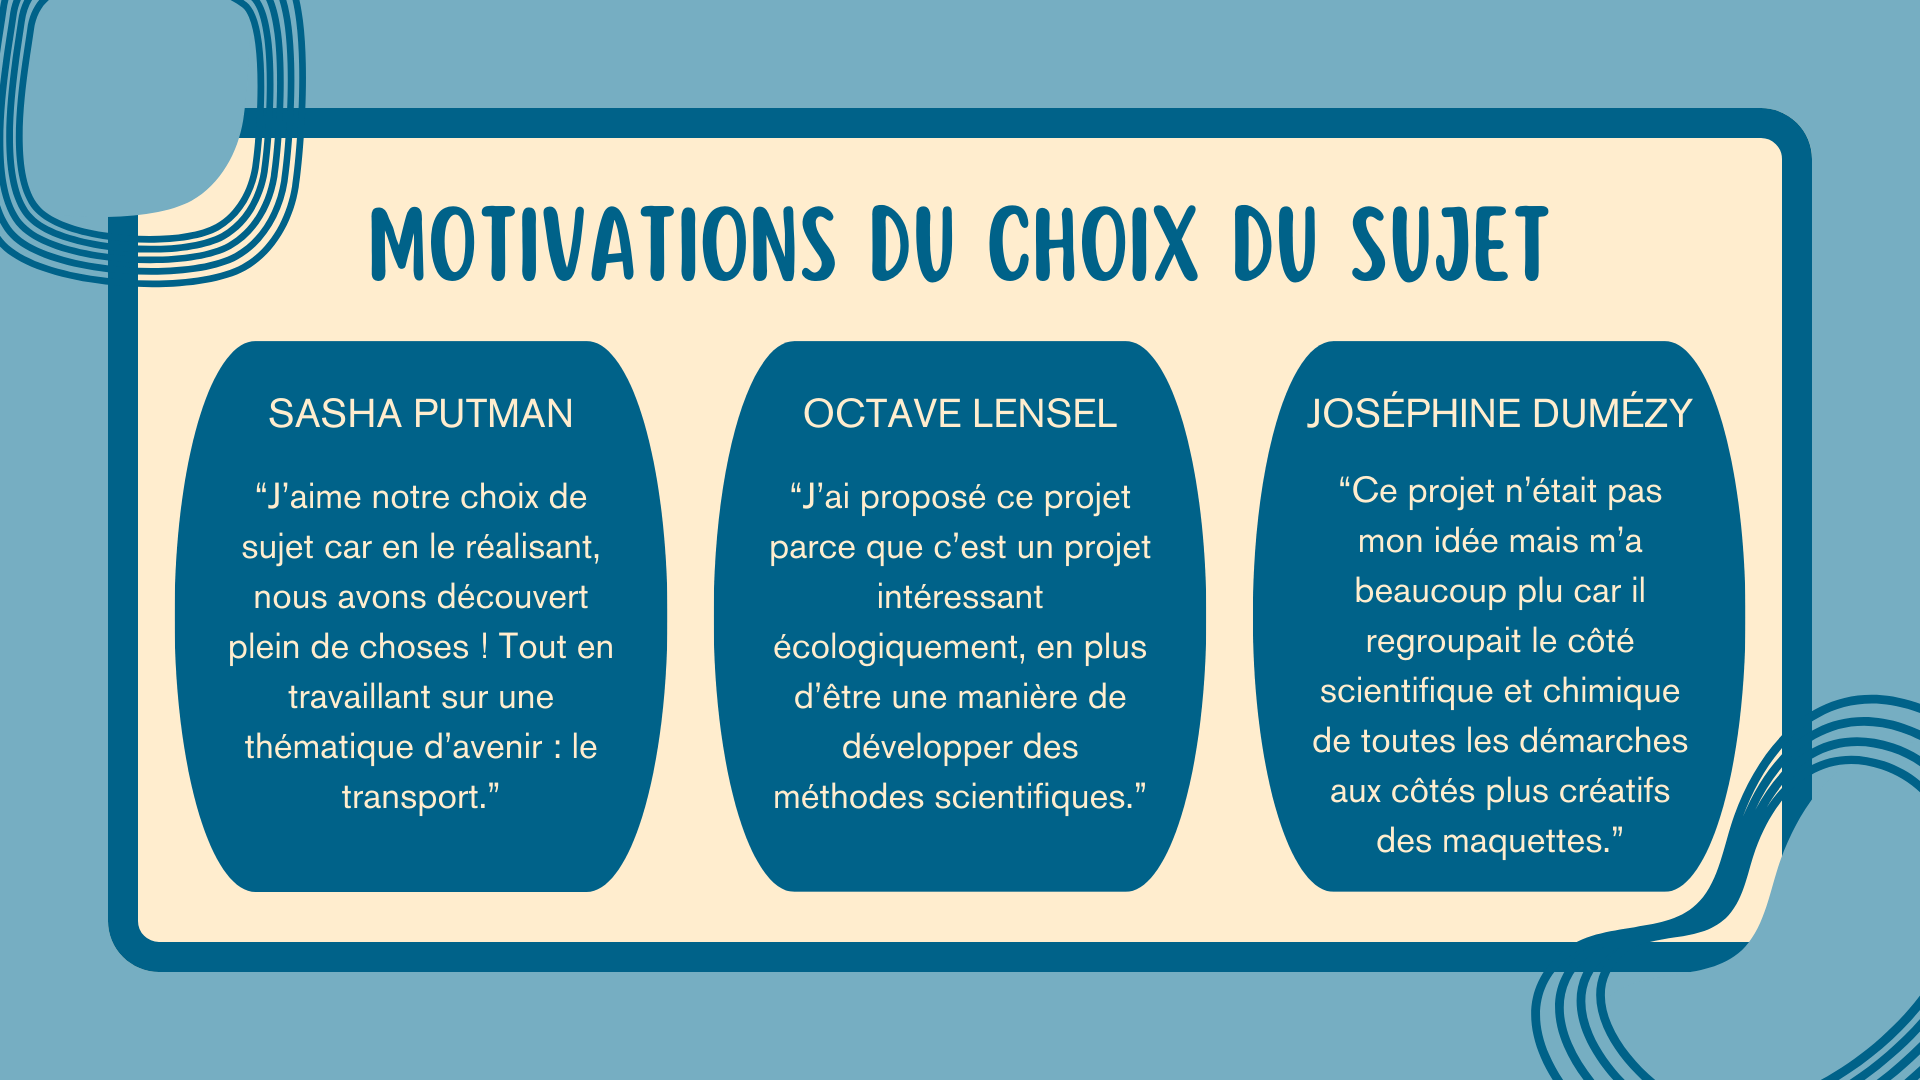 MOTIVATIONS DU CHOIX DU SUJET
SASHA PUTMAN
“J’aime notre choix de
sujet car en le réalisant,
nous avons découvert
plein de choses ! Tout en
travaillant sur une
thématique d’avenir : le
transport.”
OCTAVE LENSEL
“J’ai proposé ce projet
parce que c’est un projet
intéressant
écologiquement, en plus
d’être une manière de
développer des
méthodes scientifiques.”
JOSÉPHINE DUMÉZY
“Ce projet n’était pas
mon idée mais m’a
beaucoup plu car il
regroupait le côté
scientifique et chimique
de toutes les démarches
aux côtés plus créatifs
des maquettes.”